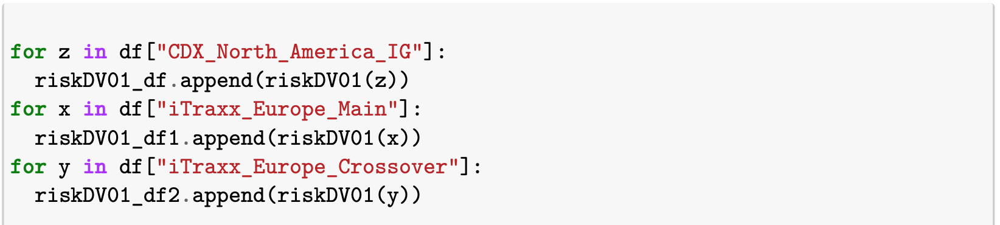 for z in df["CDX_North_America_IG"]:
  riskDV01_df.append(riskDV01(z))
for x in df["iTraxx_Europe_Main"]:
  riskDV01_df1.append(riskDV01(x))
for y in df["iTraxx_Europe_Crossover"]:
  riskDV01_df2.append(riskDV01(y))